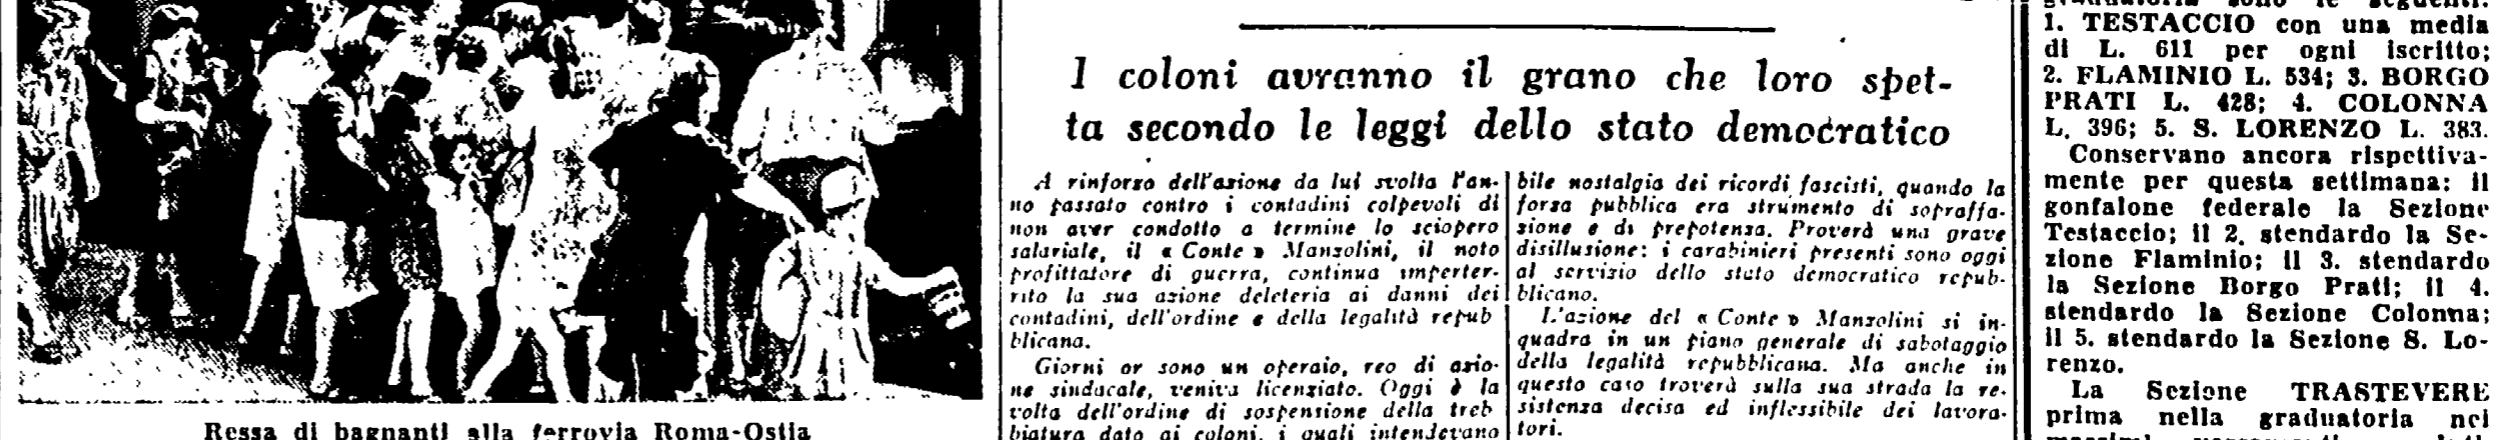 Ressa di bagnanti alla ferrovia Roma-Ostia
I coloni avranno il grano che loro spet-
ta secondo le leggi dello stato democratico
A rinforzo dell'azione da lui svolta l'an-
no passato contro i contadini colpevoli di
non aver condotto a termine lo sciopero
salariale, il « Conte » Manzolini, il noto
profittatore di guerra, continua imperter-
rito la sua azione deleteria ai danni dei
contadini, dell'ordine e della legalità repub
blicana.
Giorni or sono un operaio, reo di azio-
ne sindacale, veniva licenziato. Oggi è la
volta dell'ordine di sospensione della treb
biatura dato ai coloni, i quali intendevano
bile nostalgia dei ricordi fascisti, quando la
forza pubblica era strumento di sopraffa-
zione e di prepotenza. Proverà una grave
disillusione: i carabinieri presenti sono oggi
al servizio dello stato democratico repub-
blicano.
L'azione del « Conte » Manzolini si in-
quadra in un piano generale di sabotaggio
della legalità repubblicana. Ma anche in
questo caso troverà sulla sua strada la re-
sistenza decisa ed inflessibile dei lavora-
tori.
graduatoria sono le seguenti:
1. TESTACCIO con una media
di L. 611 per ogni iscritto;
2. FLAMINIO L. 534; 3. BORGO
PRATI L. 428; 4. COLONNA
L. 396; 5. S. LORENZO L. 383.
Conservano ancora rispettiva-
mente per questa settimana: il
gonfalone federale la Sezione
Testaccio; il 2. stendardo la Se-
zione Flaminio; il 3. stendardo
la Sezione Borgo Prati; il 4.
stendardo la Sezione Colonna;
il 5. stendardo la Sezione S. Lo-
renzo.
La Sezione TRASTEVERE
prima nella graduatoria nei